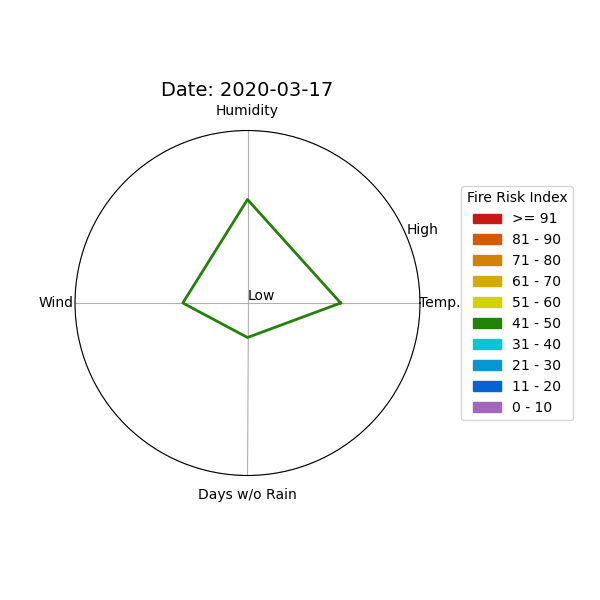 Date: 2020-03-17
Humidity
High
Low
Wind
Temp.
Days w/o Rain
Fire Risk Index
>= 91
81 - 90
71 - 80
61 - 70
51 - 60
41 - 50
31 - 40
21 - 30
11 - 20
0 - 10